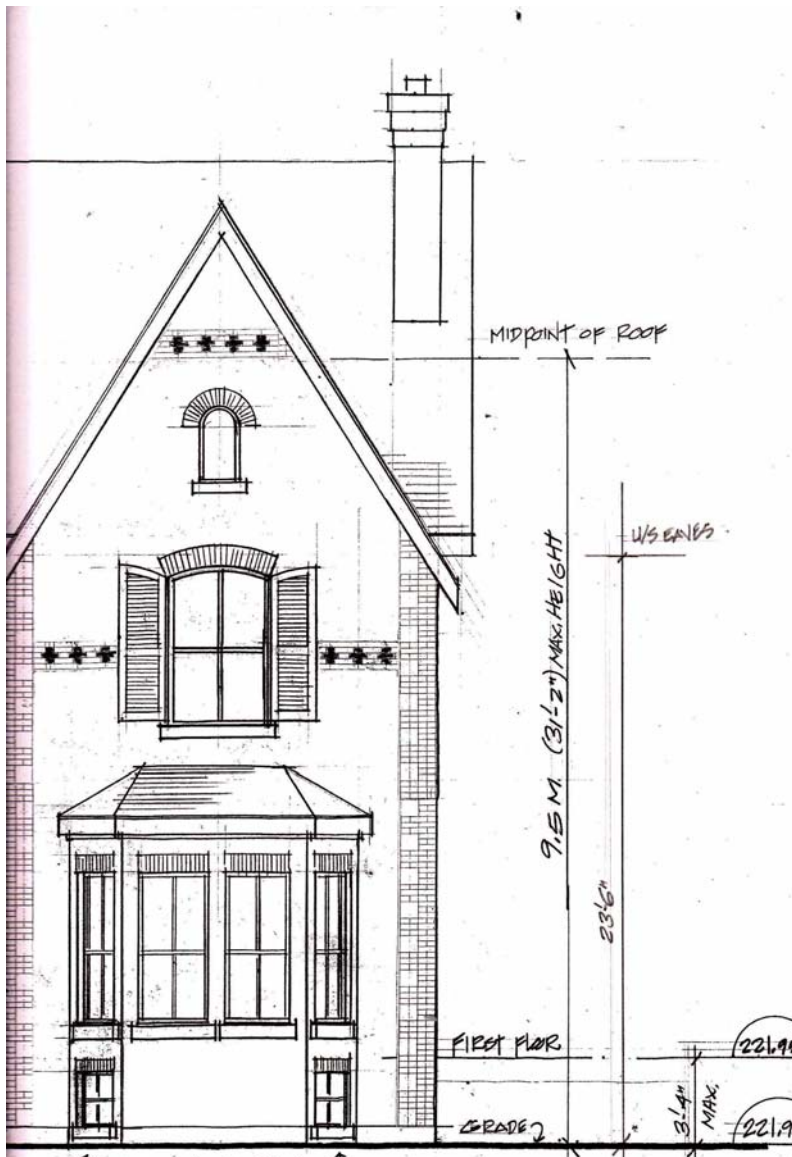 MIDPOINT OF ROOF
U/S EAVES
9.5 M. (31'-2") MAX. HEIGHT
23'-6"
FIRST FLOOR
221.9
3'-4" MAX.
GRADE
221.9